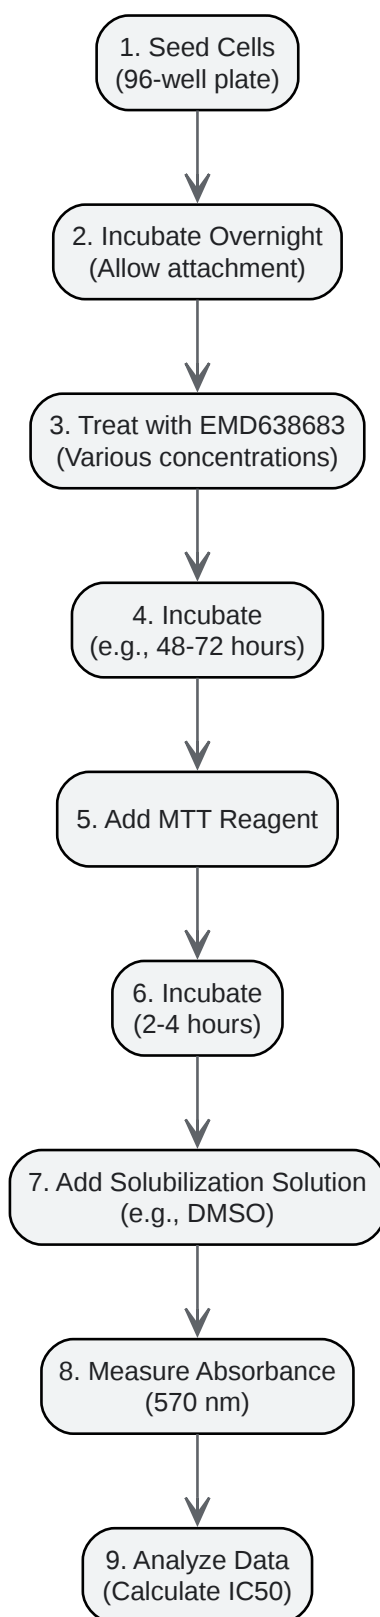 1. Seed Cells
(96-well plate)
2. Incubate Overnight
(Allow attachment)
3. Treat with EMD638683
(Various concentrations)
4. Incubate
(e.g., 48-72 hours)
5. Add MTT Reagent
6. Incubate
(2-4 hours)
7. Add Solubilization Solution
(e.g., DMSO)
8. Measure Absorbance
(570 nm)
9. Analyze Data
(Calculate IC50)